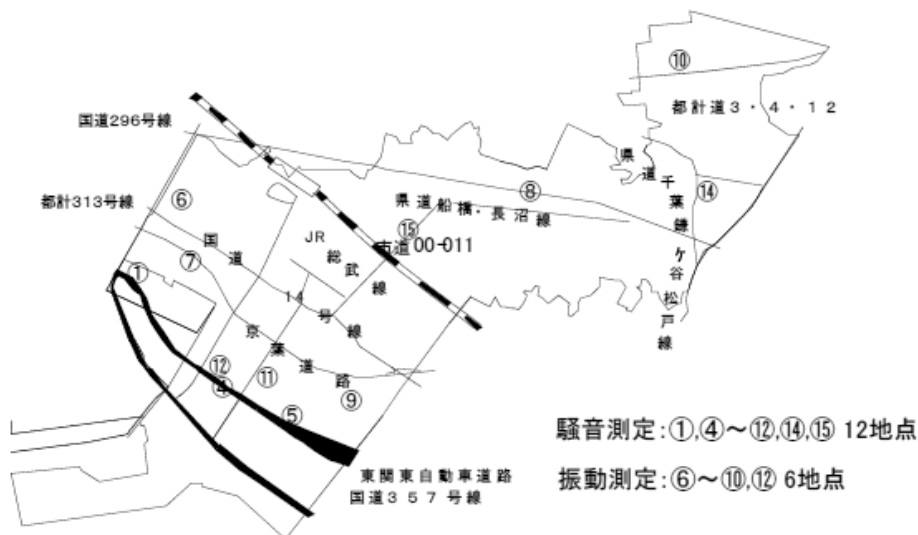 ⑩
都計道3・4・12
国道296号線
県道千葉鎌ケ谷松戸線
⑧
⑭
⑥
県道船橋・長沼線
都計313号線
⑮
市道00-011
国道14号線
JR総武線
⑦
①
京葉道路
⑫
④
⑪
⑨
⑤
騒音測定:①,④～⑫,⑭,⑮ 12地点
振動測定:⑥～⑩,⑫ 6地点
東関東自動車道路
国道357号線